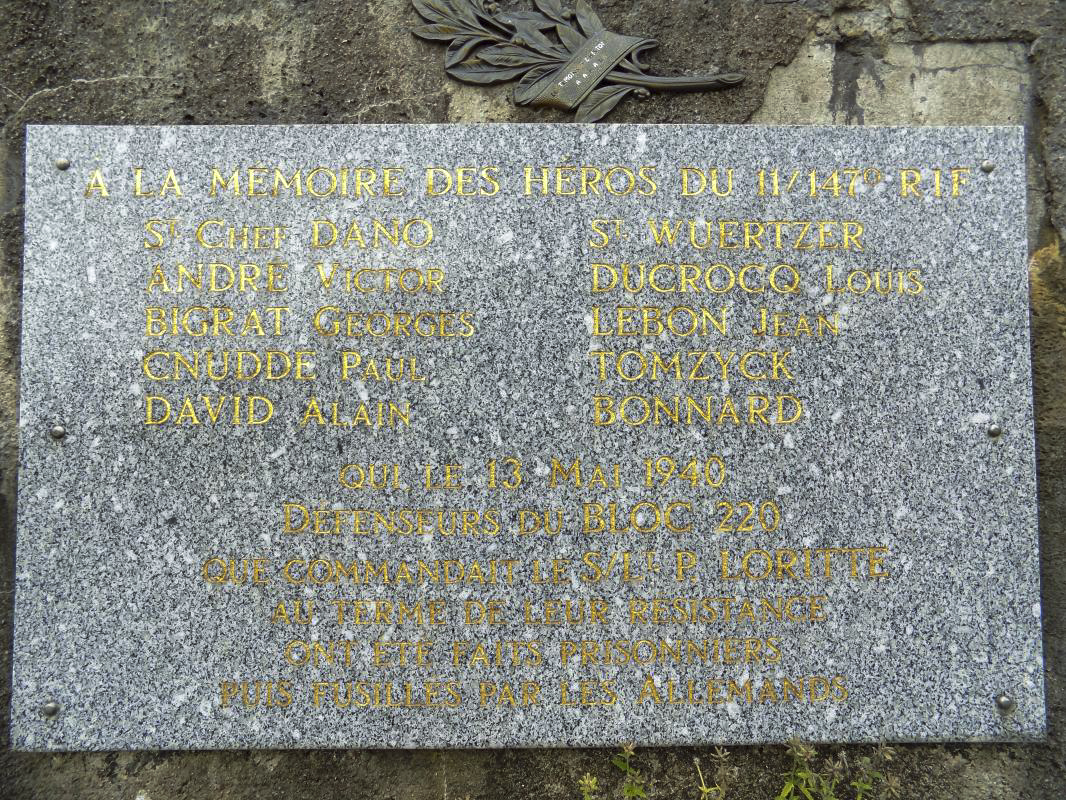 À LA MÉMOIRE DES HÉROS DU 11/147º RIF
ST CHEF DANO
ANDRÉ VICTOR
BIGRAT GEORGES
CNUDDE PAUL
DAVID ALAIN
ST WUERTZER
DUCROCQ LOUIS
LEBON JEAN
TOMZYCK
BONNARD
QUI LE 13 MAI 1940
DÉFENSEURS DU BLOC 220
QUE COMMANDAIT LE S/LT P. LORITTE
AU TERME DE LEUR RÉSISTANCE
ONT ÉTÉ FAITS PRISONNIERS
PUIS FUSILLÉS PAR LES ALLEMANDS